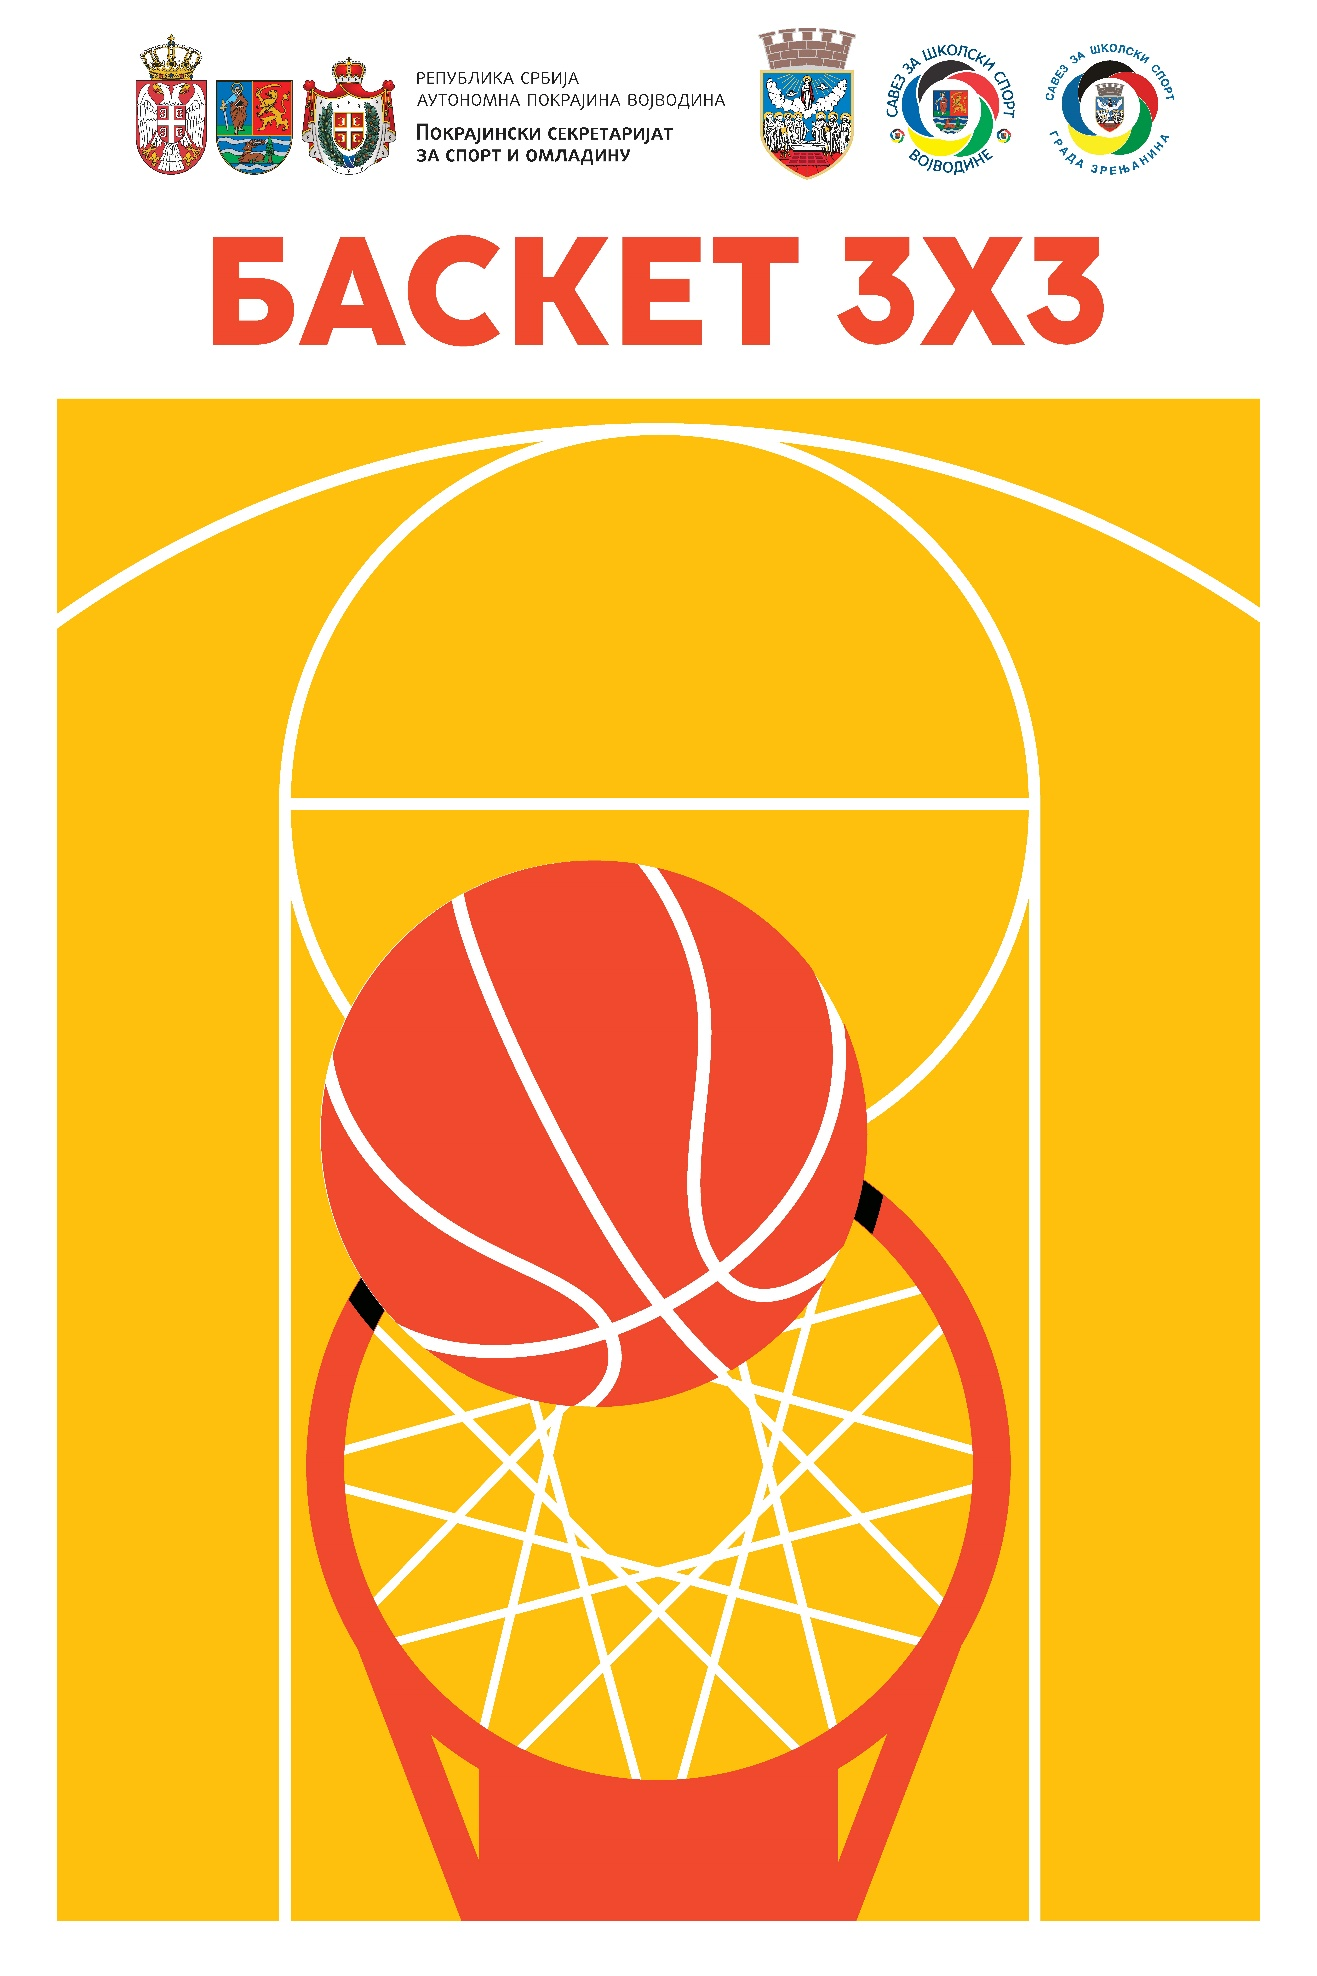 РЕПУБЛИКА СРБИЈА
АУТОНОМНА ПОКРАЈИНА ВОЈВОДИНА
ПОКРАЈИНСКИ СЕКРЕТАРИЈАТ
ЗА СПОРТ И ОМЛАДИНУ
САВЕЗ ЗА ШКОЛСКИ СПОРТ
ВОЈВОДИНЕ
САВЕЗ ЗА ШКОЛСКИ СПОРТ
ГРАДА ЗРЕЊАНИНА
БАСКЕТ 3X3